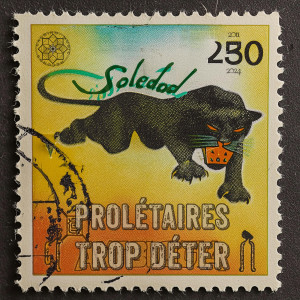 2011
250
2024
Soledad
PROLÉTAIRES
TROP DÉTER